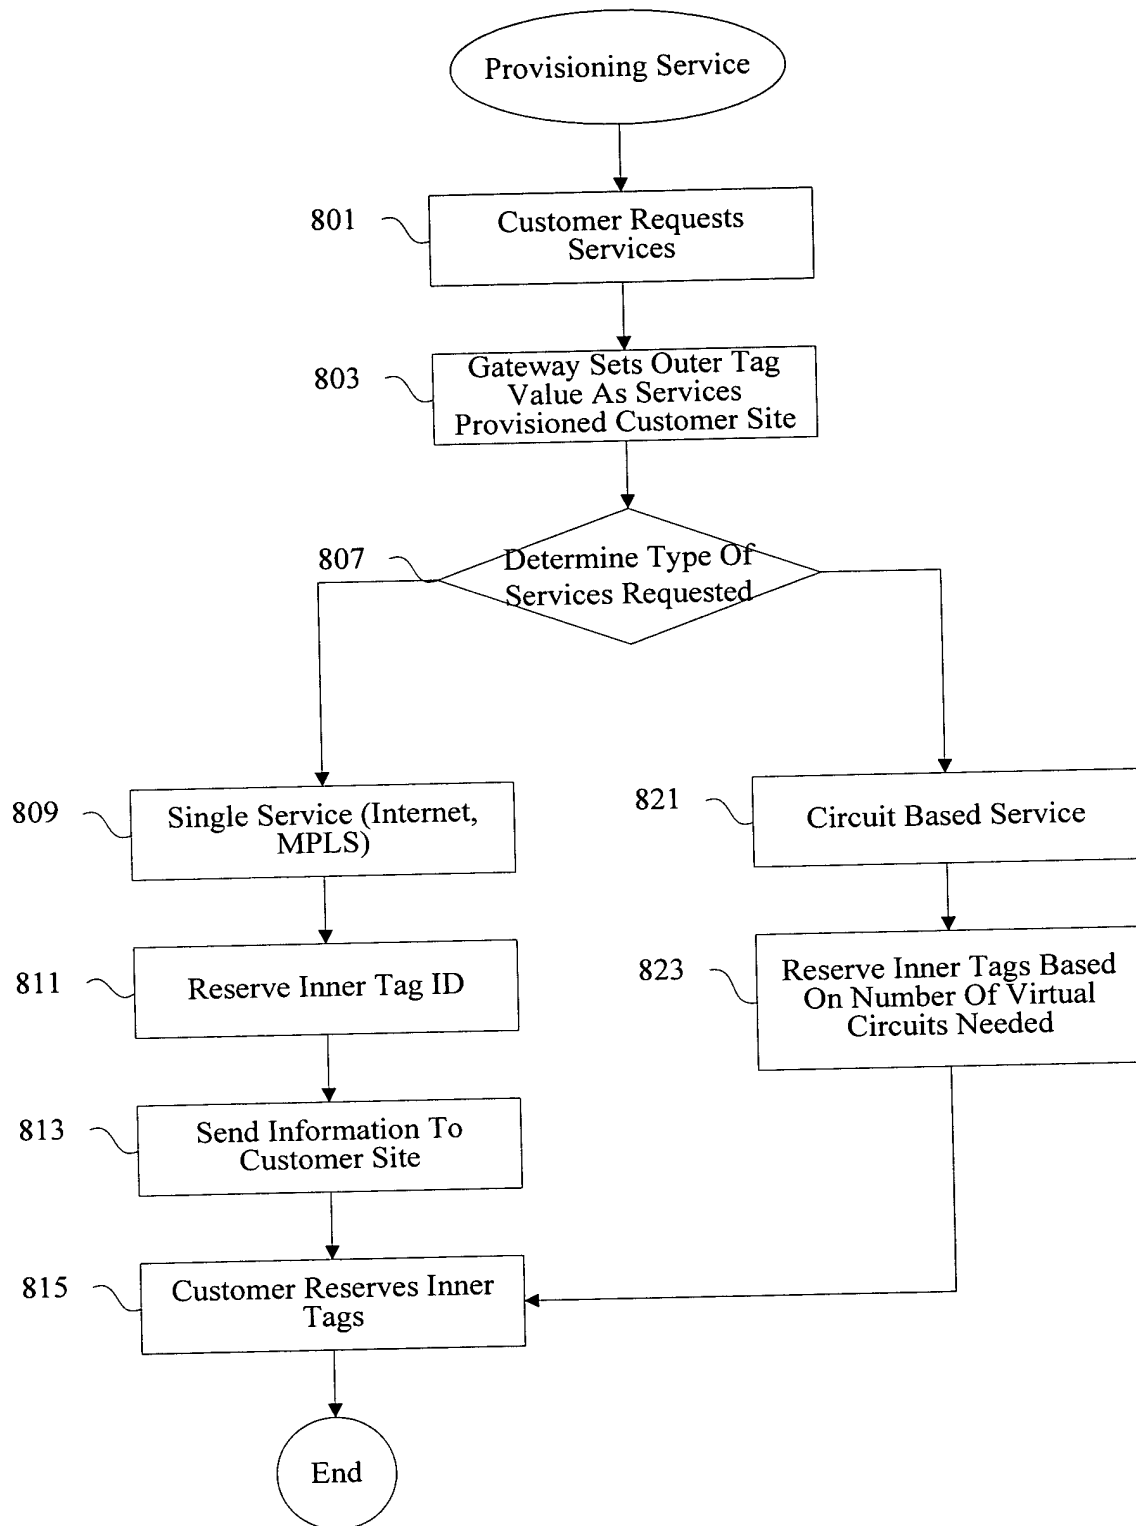 Provisioning Service
801
Customer Requests
Services
803
Gateway Sets Outer Tag
Value As Services
Provisioned Customer Site
807
Determine Type Of
Services Requested
809
Single Service (Internet,
MPLS)
821
Circuit Based Service
811
Reserve Inner Tag ID
823
Reserve Inner Tags Based
On Number Of Virtual
Circuits Needed
813
Send Information To
Customer Site
815
Customer Reserves Inner
Tags
End